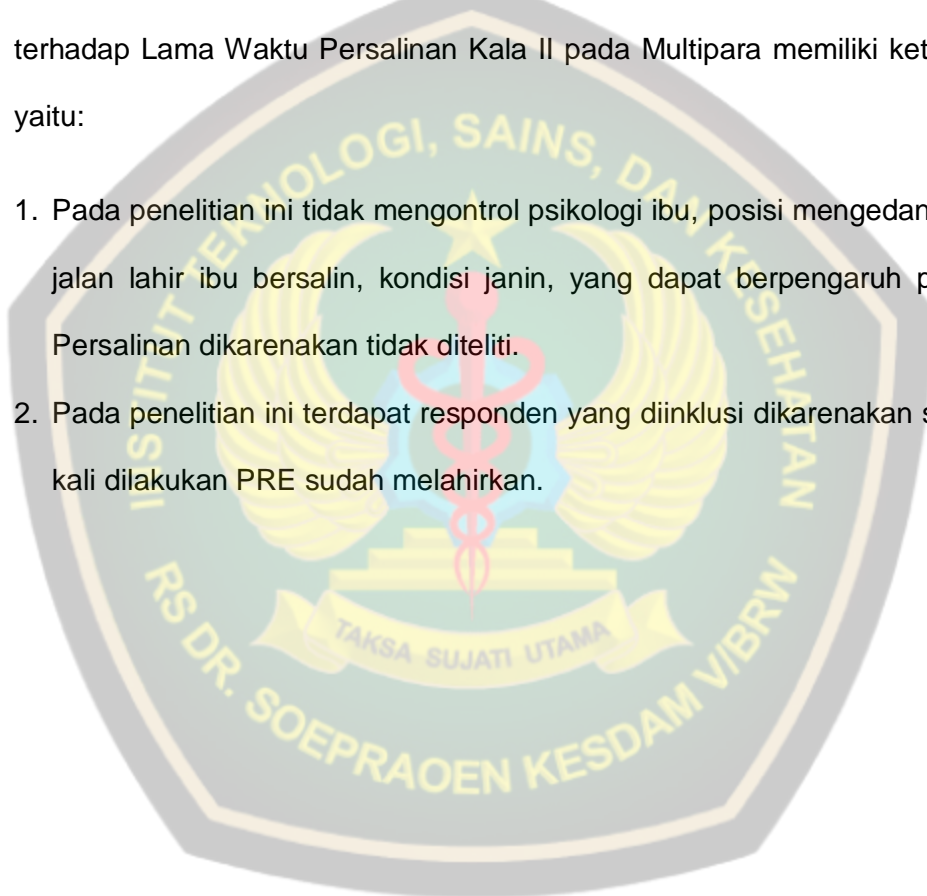 terhadap Lama Waktu Persalinan Kala II pada Multipara memiliki ket
yaitu:
1. Pada penelitian ini tidak mengontrol psikologi ibu, posisi mengedan
jalan lahir ibu bersalin, kondisi janin, yang dapat berpengaruh p
Persalinan dikarenakan tidak diteliti.
2. Pada penelitian ini terdapat responden yang diinklusi dikarenakan s
kali dilakukan PRE sudah melahirkan.
INSTITUT TEKNOLOGI, SAINS, DAN KESEHATAN
TAKSA SUJATI UTAMA
RS DR. SOEPRAOEN KESDAM V/BRW